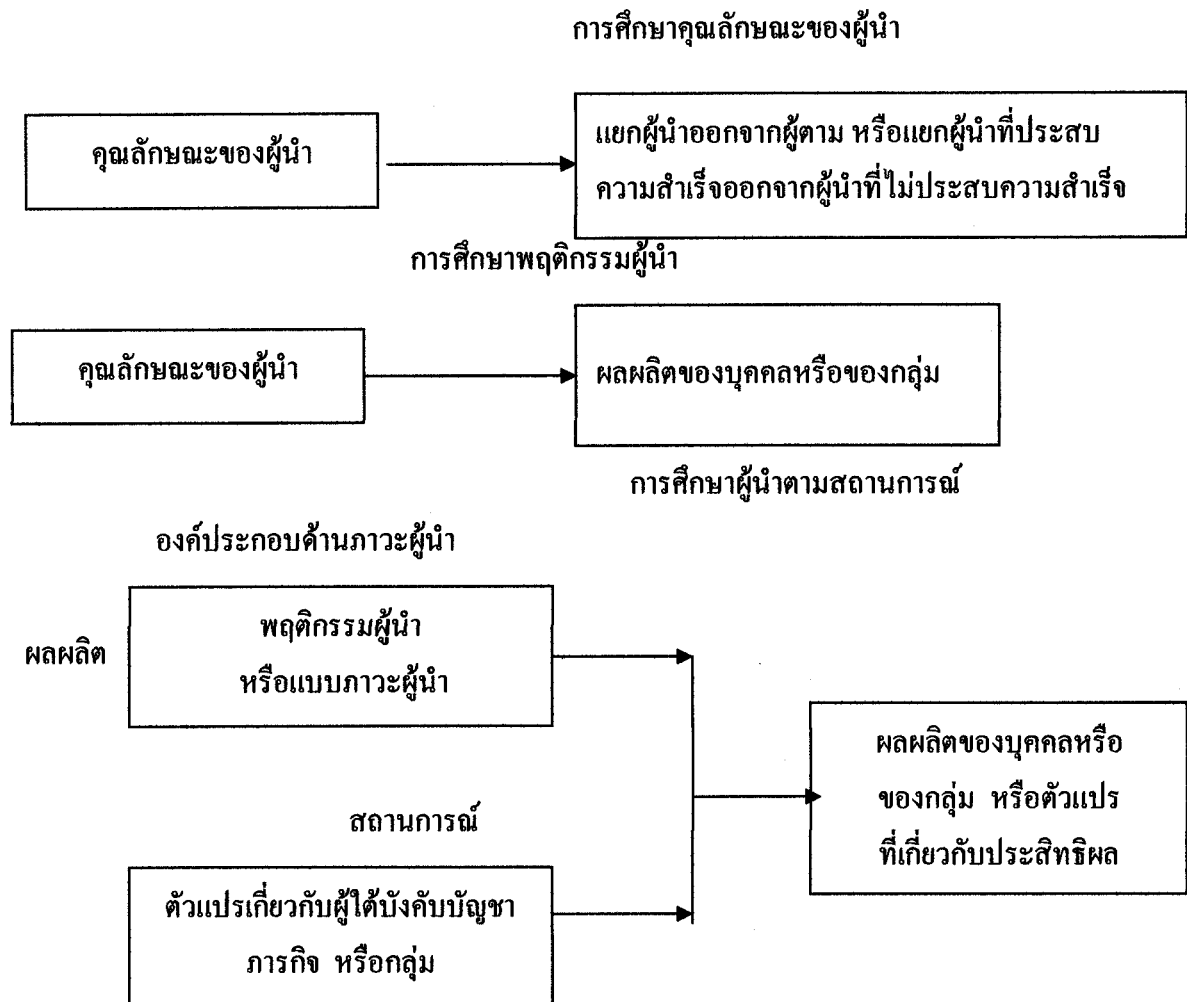 การศึกษาคุณลักษณะของผู้นำ
คุณลักษณะของผู้นำ
แยกผู้นำออกจากผู้ตาม หรือแยกผู้นำที่ประสบ
ความสำเร็จออกจากผู้นำที่ไม่ประสบความสำเร็จ
การศึกษาพฤติกรรมผู้นำ
คุณลักษณะของผู้นำ
ผลผลิตของบุคคลหรือของกลุ่ม
การศึกษาผู้นำตามสถานการณ์
องค์ประกอบด้านภาวะผู้นำ
ผลผลิต
พฤติกรรมผู้นำ
หรือแบบภาวะผู้นำ
ผลผลิตของบุคคลหรือ
ของกลุ่ม หรือตัวแปร
ที่เกี่ยวกับประสิทธิผล
สถานการณ์
ตัวแปรเกี่ยวกับผู้ใต้บังคับบัญชา
ภารกิจ หรือกลุ่ม